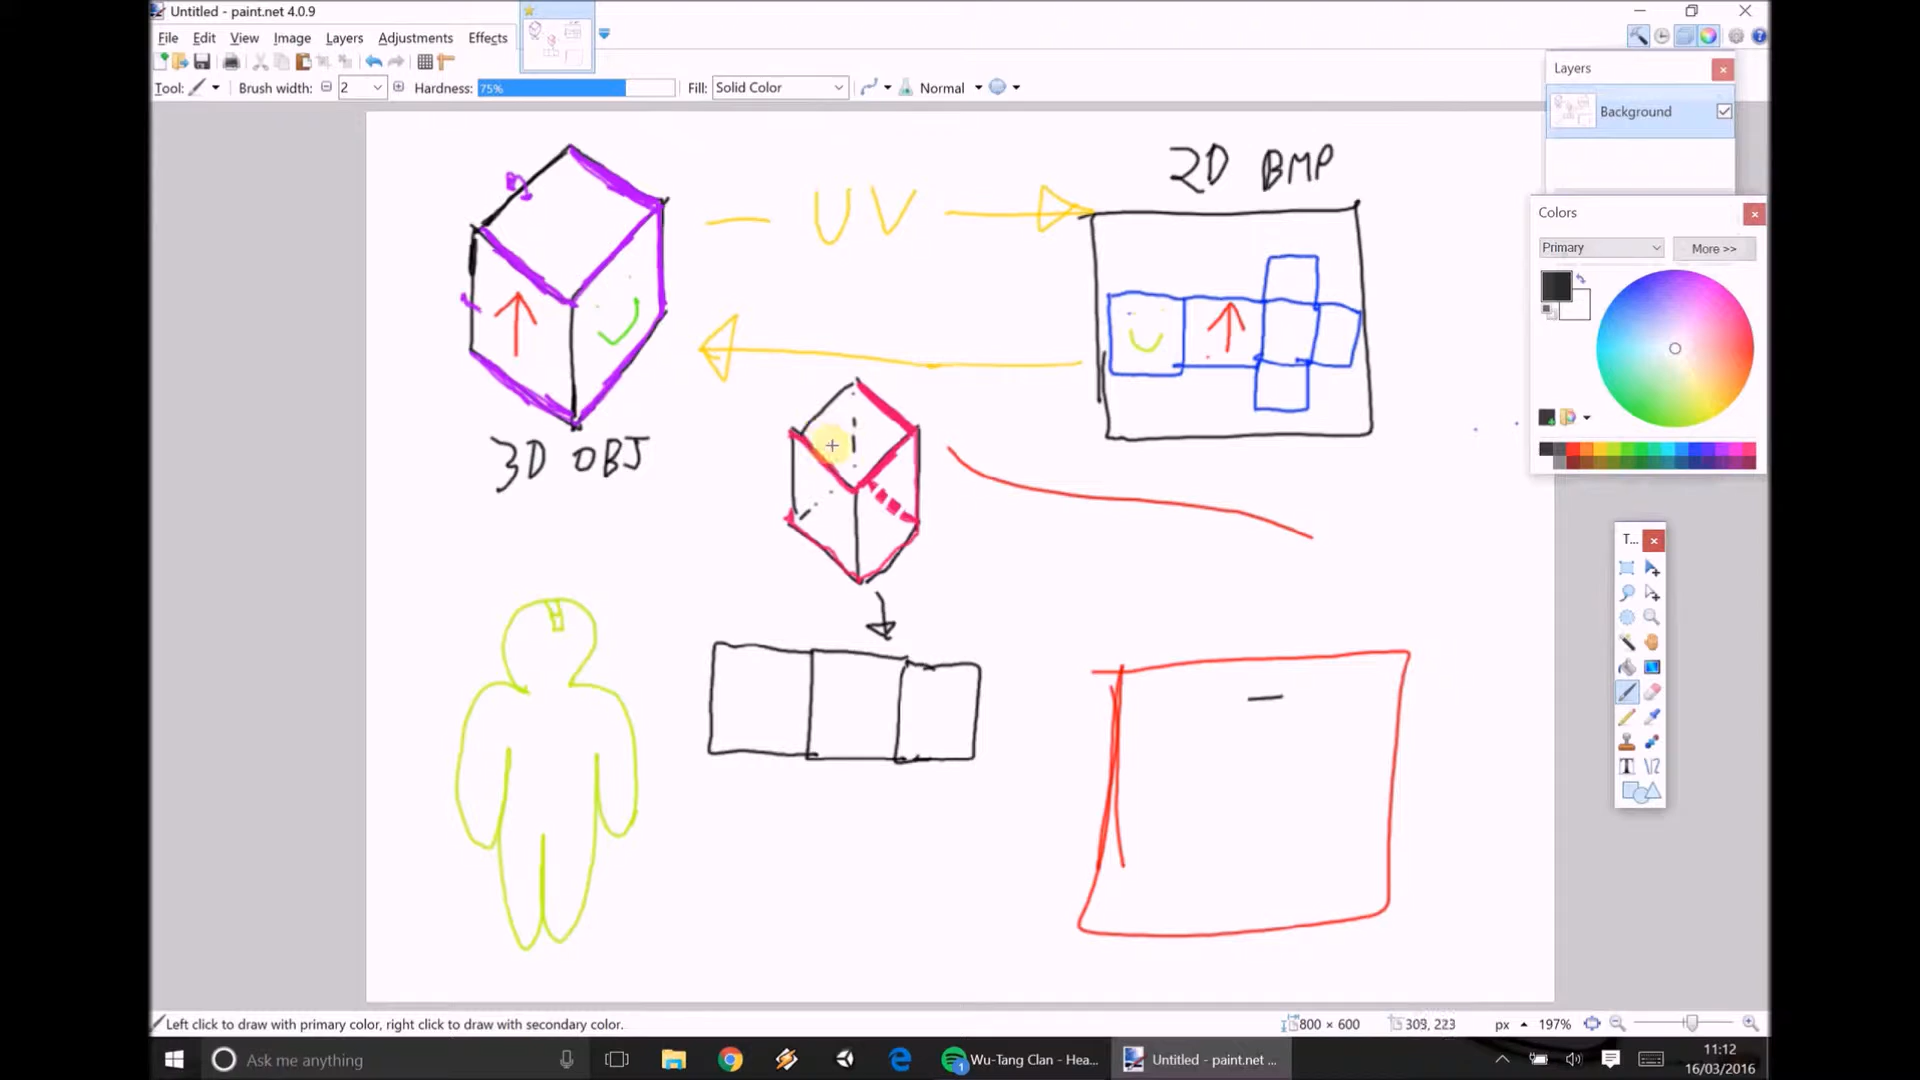 Untitled - paint.net 4.0.9
File Edit View Image Layers Adjustments Effects
Tool: Brush width: 2 Hardness: 75% Fill: Solid Color Normal
Layers
Background
Colors
Primary More >>
T...
2D BMP
UV
3D OBJ
Left click to draw with primary color, right click to draw with secondary color.
800 × 600 303, 223 px 197%
Ask me anything
1 Wu-Tang Clan - Hea...
Untitled - paint.net ...
11:12
16/03/2016